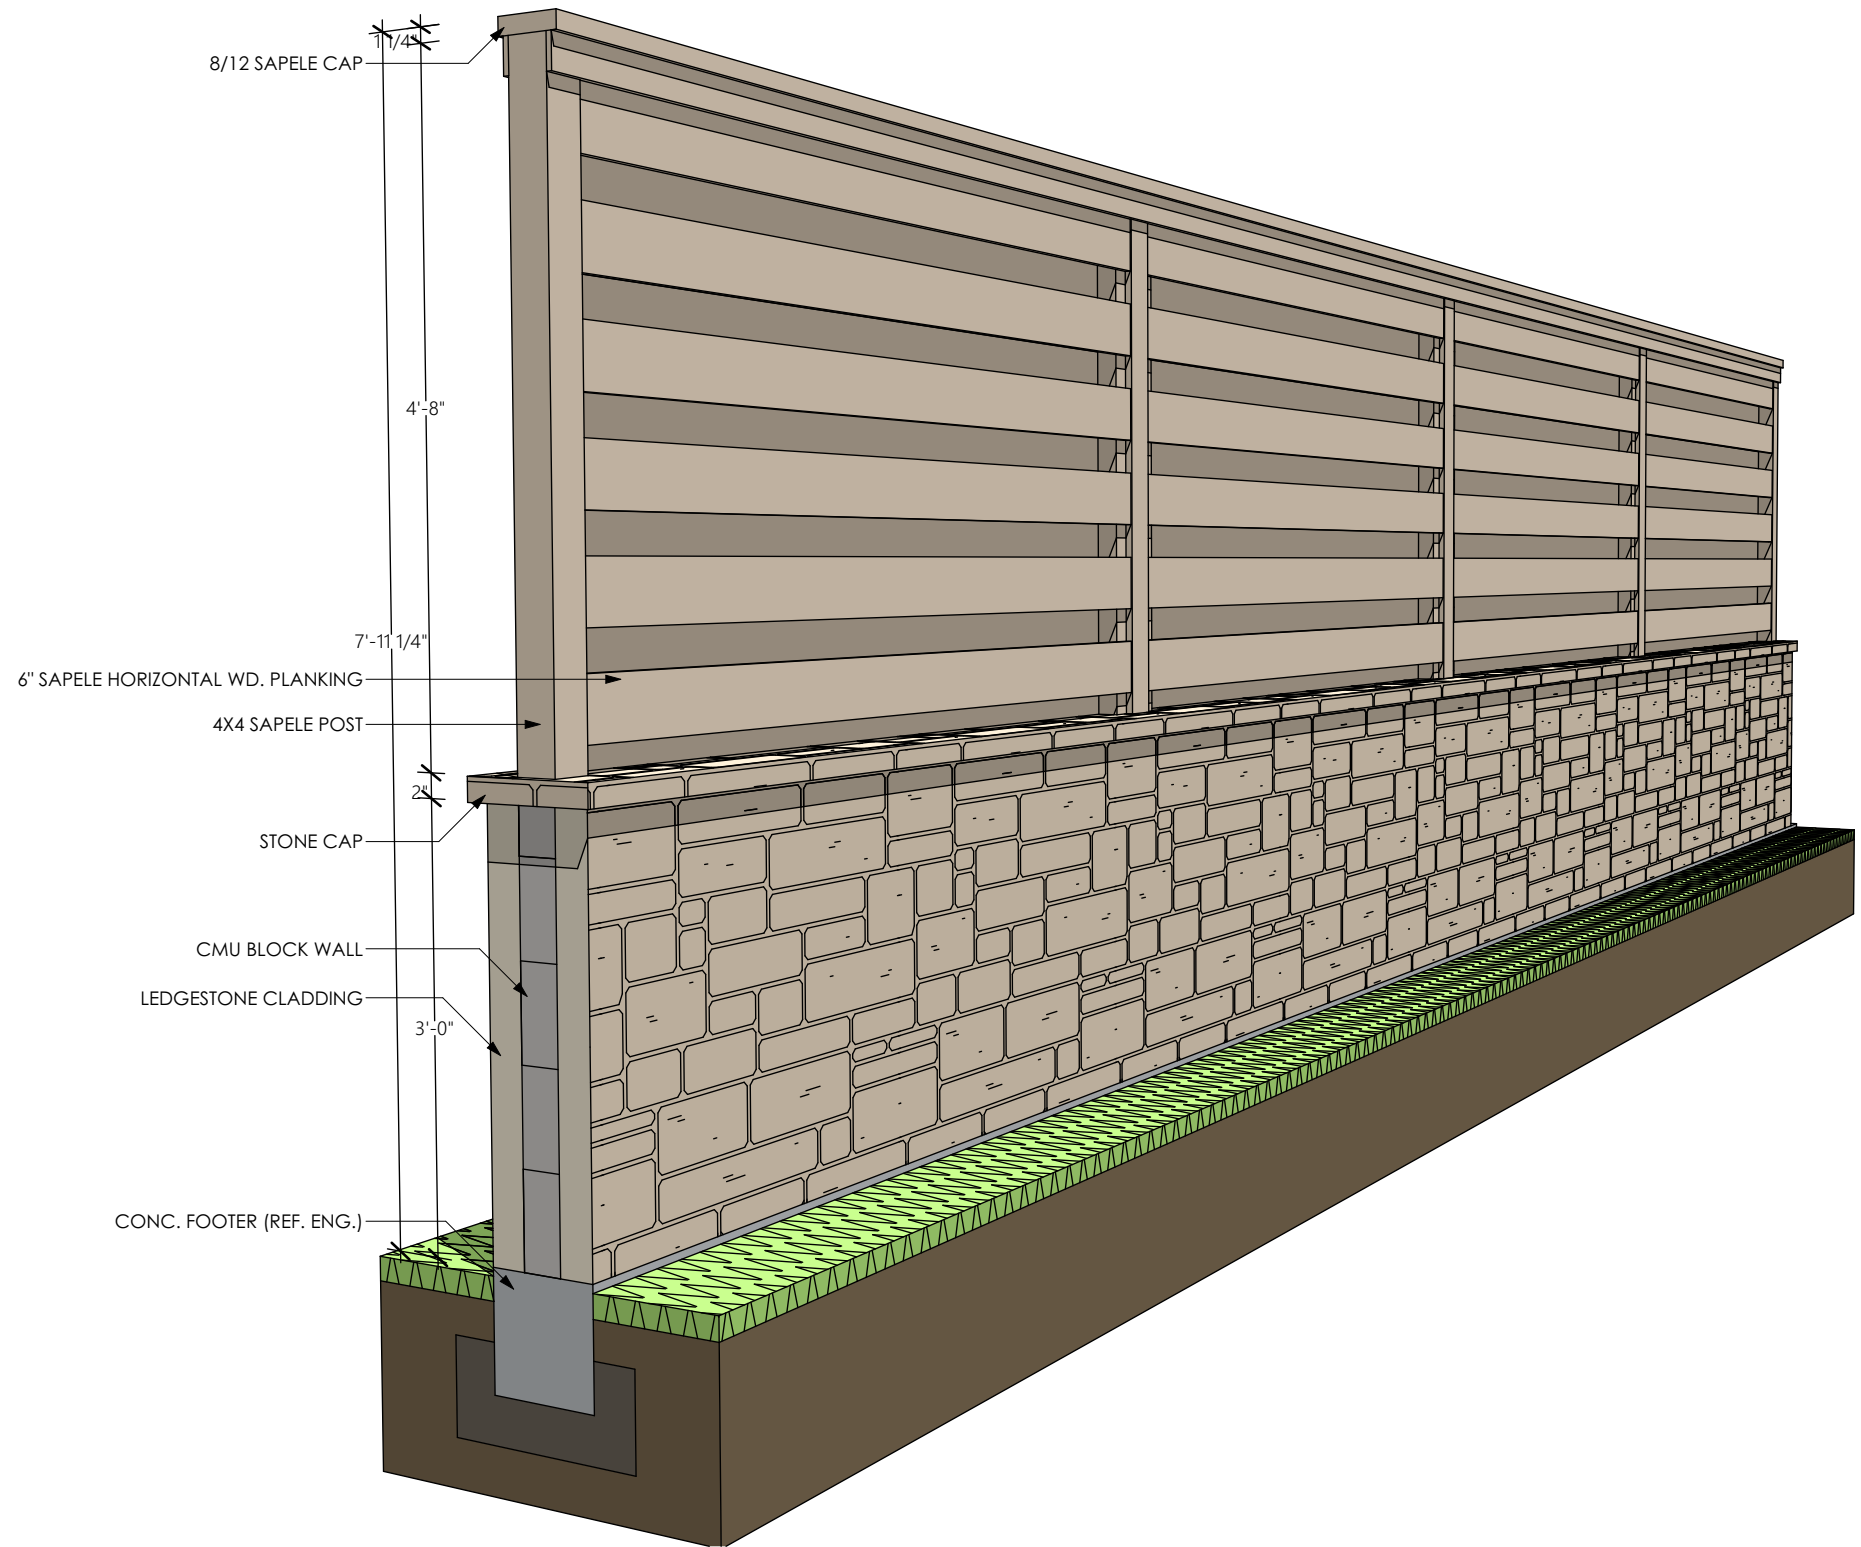 1 1/4"
8/12 SAPELE CAP
4'-8"
7'-11 1/4"
6" SAPELE HORIZONTAL WD. PLANKING
4X4 SAPELE POST
2"
STONE CAP
CMU BLOCK WALL
LEDGESTONE CLADDING
3'-0"
CONC. FOOTER (REF. ENG.)